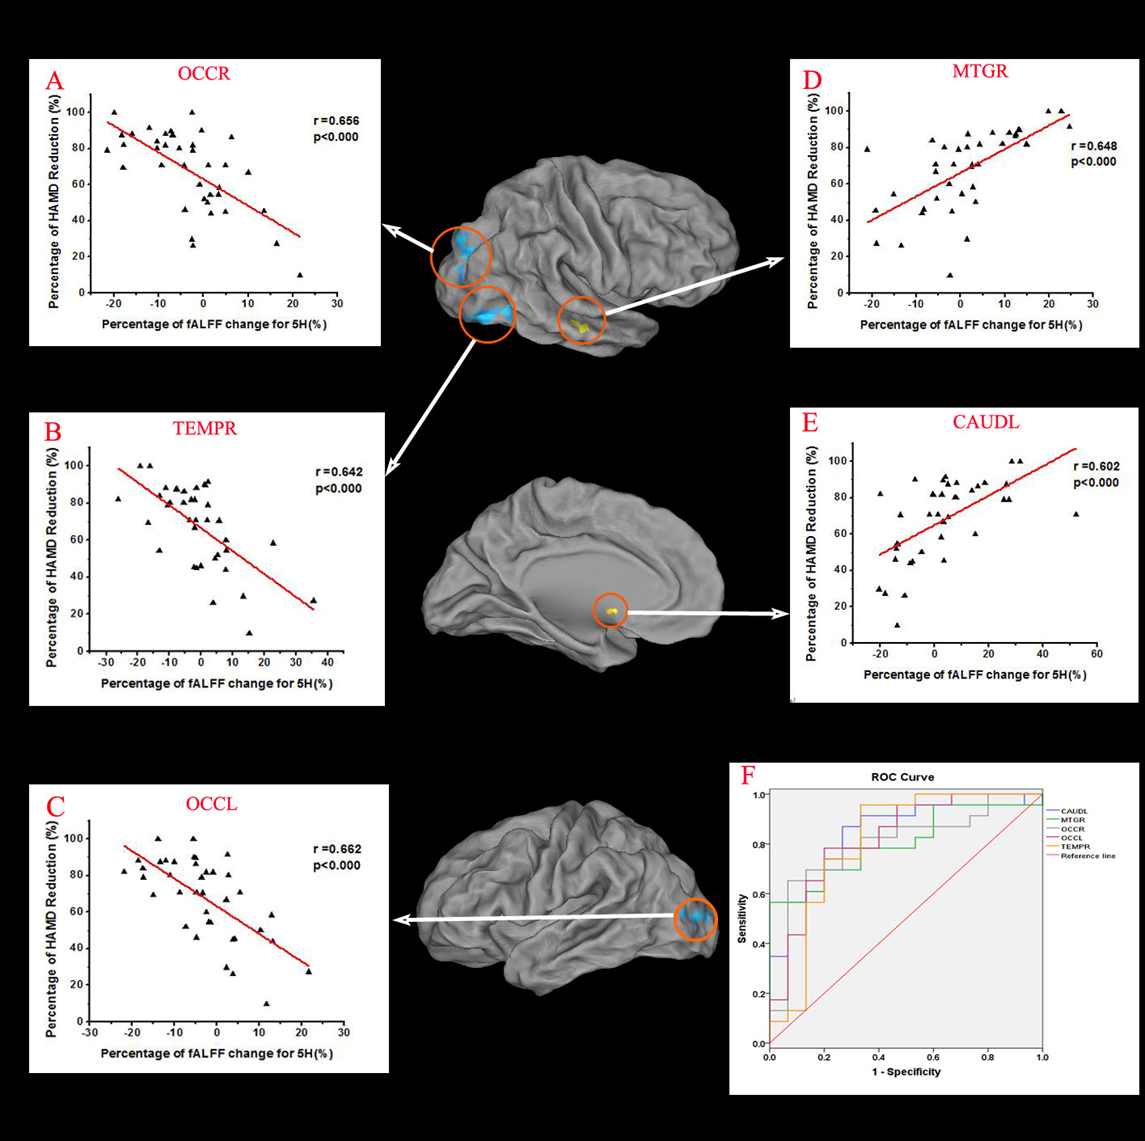 A
OCCR
Percentage of HAMD Reduction (%)
100
80
60
40
20
0
r =0.656
p<0.000
-20
-10
0
10
20
30
Percentage of fALFF change for 5H(%)
D
MTGR
Percentage of HAMD Reduction (%)
100
80
60
40
20
0
r =0.648
p<0.000
-20
-10
0
10
20
30
Percentage of fALFF change for 5H(%)
B
TEMPR
Percentage of HAMD Reduction (%)
100
80
60
40
20
0
r =0.642
p<0.000
-30
-20
-10
0
10
20
30
40
Percentage of fALFF change for 5H(%)
E
CAUDL
Percentage of HAMD Reduction (%)
100
80
60
40
20
0
r =0.602
p<0.000
-20
0
20
40
60
Percentage of fALFF change for 5H(%)
C
OCCL
Percentage of HAMD Reduction (%)
100
80
60
40
20
0
r =0.662
p<0.000
-30
-20
-10
0
10
20
30
Percentage of fALFF change for 5H(%)
F
ROC Curve
Sensitivity
1.0
0.8
0.6
0.4
0.2
0.0
CAUDL
MTGR
OCCR
OCCL
TEMPR
Reference line
0.0
0.2
0.4
0.6
0.8
1.0
1 - Specificity